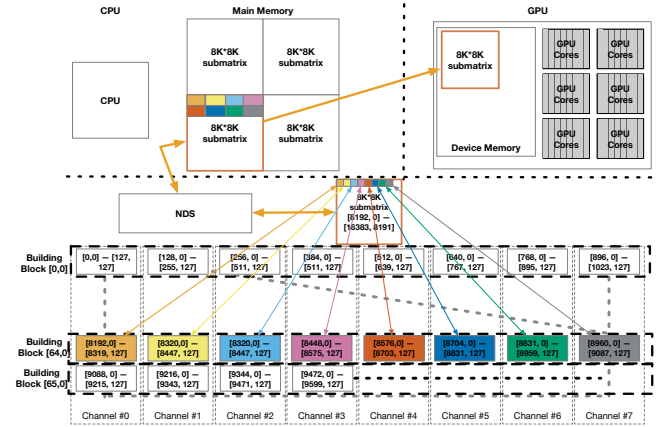 CPU
Main Memory
GPU
8K*8K
submatrix
8K*8K
submatrix
8K*8K
submatrix
GPU
Cores
GPU
Cores
CPU
8K*8K
submatrix
8K*8K
submatrix
GPU
Cores
GPU
Cores
Device Memory
GPU
Cores
GPU
Cores
NDS
8K*8K
submatrix
[8192, 0] —
[16383, 8191]
Building
Block [0,0]
[0,0] — [127,
127]
[128, 0] —
[255, 127]
[256, 0] —
[511, 127]
[384, 0] —
[511, 127]
[512, 0] —
[639, 127]
[640, 0] —
[767, 127]
[768, 0] —
[895, 127]
[896, 0] —
[1023, 127]
Building
Block [64,0]
[8192,0] —
[8319, 127]
[8320,0] —
[8447, 127]
[8320,0] —
[8447, 127]
[8448,0] —
[8575, 127]
[8576,0] —
[8703, 127]
[8704, 0] —
[8831, 127]
[8831, 0] —
[8959, 127]
[8960, 0] —
[9087, 127]
Building
Block [65,0]
[9088, 0] —
[9215, 127]
[9216, 0] —
[9343, 127]
[9344, 0] —
[9471, 127]
[9472, 0] —
[9599, 127]
Channel #0
Channel #1
Channel #2
Channel #3
Channel #4
Channel #5
Channel #6
Channel #7